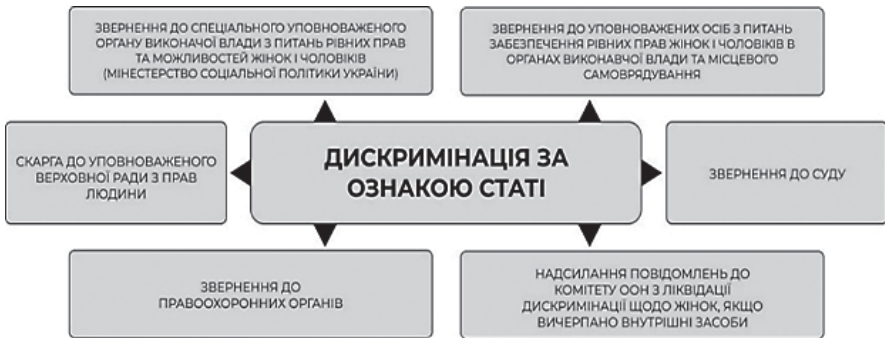 ЗВЕРНЕННЯ ДО СПЕЦІАЛЬНОГО УПОВНОВАЖЕНОГО
ОРГАНУ ВИКОНАЧОЇ ВЛАДИ З ПИТАНЬ РІВНИХ ПРАВ
ТА МОЖЛИВОСТЕЙ ЖІНОК І ЧОЛОВІКІВ
(МІНЕСТЕРСТВО СОЦІАЛЬНОЇ ПОЛІТИКИ УКРАЇНИ)
ЗВЕРНЕННЯ ДО УПОВНОВАЖЕНИХ ОСІБ З ПИТАНЬ
ЗАБЕЗПЕЧЕННЯ РІВНИХ ПРАВ ЖІНОК І ЧОЛОВІКІВ В
ОРГАНАХ ВИКОНАВЧОЇ ВЛАДИ ТА МІСЦЕВОГО
САМОВРЯДУВАННЯ
СКАРГА ДО УПОВНОВАЖЕНОГО
ВЕРХОВНОЇ РАДИ З ПРАВ
ЛЮДИНИ
ДИСКРИМІНАЦІЯ ЗА
ОЗНАКОЮ СТАТІ
ЗВЕРНЕННЯ ДО СУДУ
ЗВЕРНЕННЯ ДО
ПРАВООХОРОННИХ ОРГАНІВ
НАДСИЛАННЯ ПОВІДОМЛЕНЬ ДО
КОМІТЕТУ ООН З ЛІКВІДАЦІЇ
ДИСКРИМІНАЦІЇ ЩОДО ЖІНОК, ЯКЩО
ВИЧЕРПАНО ВНУТРІШНІ ЗАСОБИ